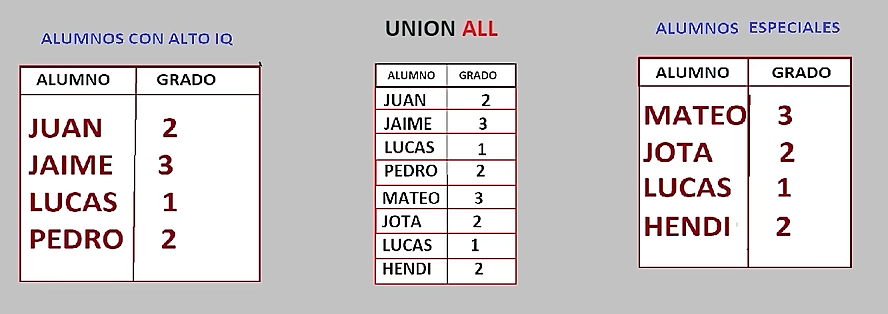 ALUMNOS CON ALTO IQ
ALUMNO GRADO
JUAN 2
JAIME 3
LUCAS 1
PEDRO 2
UNION ALL
ALUMNO GRADO
JUAN 2
JAIME 3
LUCAS 1
PEDRO 2
MATEO 3
JOTA 2
LUCAS 1
HENDI 2
ALUMNOS ESPECIALES
ALUMNO GRADO
MATEO 3
JOTA 2
LUCAS 1
HENDI 2